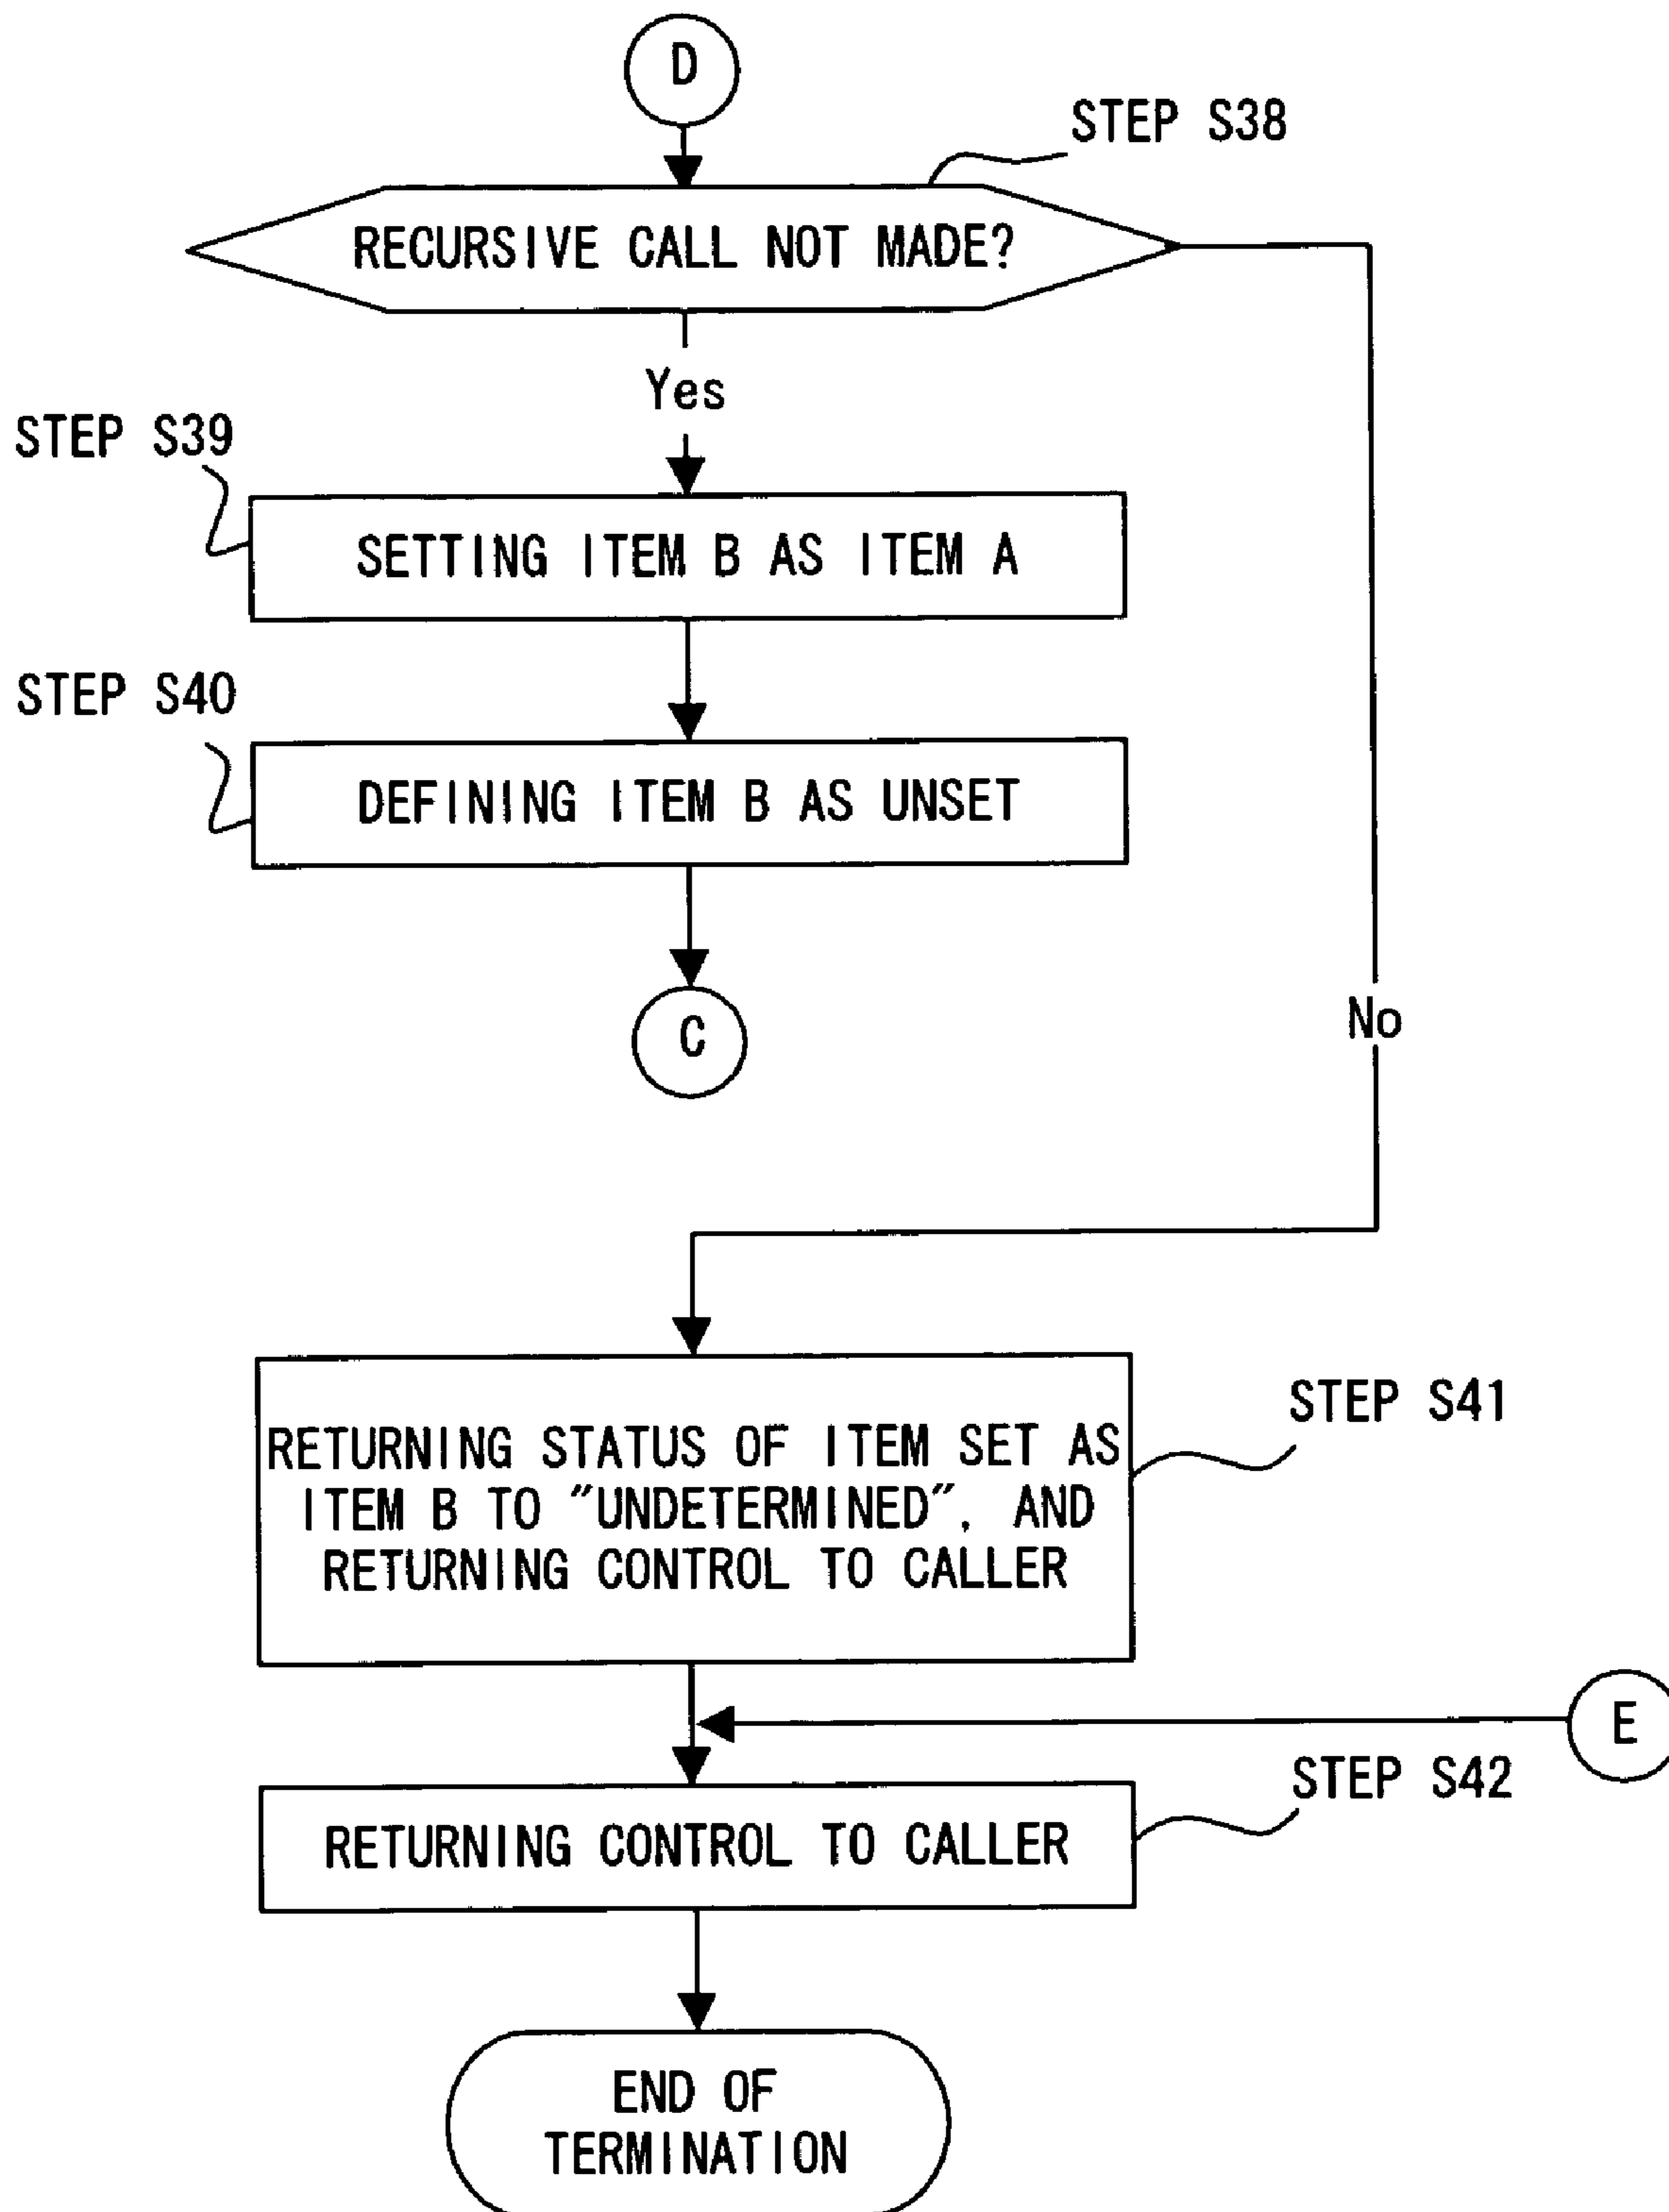 D
STEP S38
RECURSIVE CALL NOT MADE?
Yes
STEP S39
SETTING ITEM B AS ITEM A
STEP S40
DEFINING ITEM B AS UNSET
C
No
STEP S41
RETURNING STATUS OF ITEM SET AS
ITEM B TO "UNDETERMINED", AND
RETURNING CONTROL TO CALLER
E
STEP S42
RETURNING CONTROL TO CALLER
END OF
TERMINATION